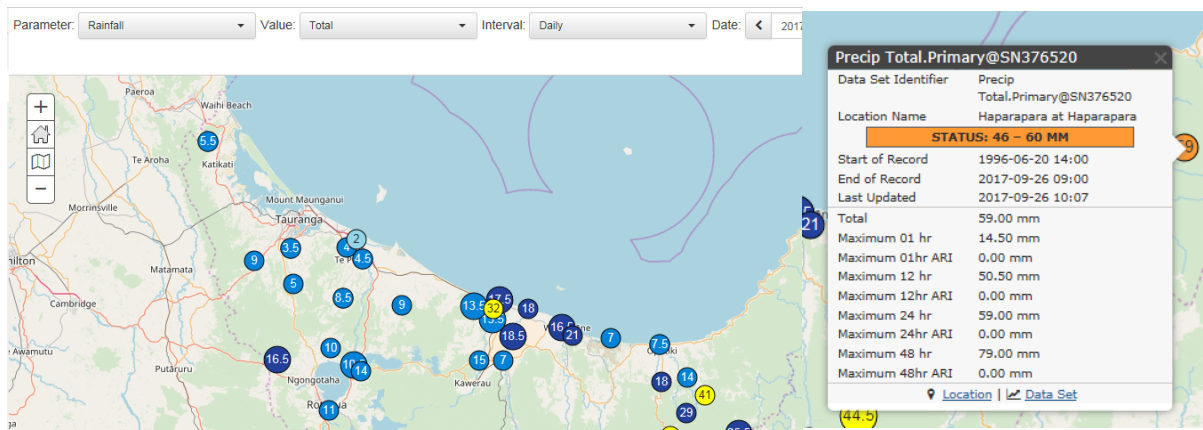 Parameter: Rainfall Value: Total Interval: Daily Date: < 2017
+
−
Paeroa
Waihi Beach
5.5
Te Aroha
Katikati
Morrinsville
Mount Maunganui
Tauranga
2
3.5
4
4.5
9
Matamata
5
8.5
9
Cambridge
13.5
17.5
32
18
18.5
21
7
7.5
16.5
10
14
15
7
Putāruru
Ngongotaha
Kawerau
18
14
41
11
29
Precip Total.Primary@SN376520
Data Set Identifier Precip
Total.Primary@SN376520
Location Name Haparapara at Haparapara
STATUS: 46 – 60 MM
Start of Record 1996-06-20 14:00
End of Record 2017-09-26 09:00
Last Updated 2017-09-26 10:07
Total 59.00 mm
Maximum 01 hr 14.50 mm
Maximum 01hr ARI 0.00 mm
Maximum 12 hr 50.50 mm
Maximum 12hr ARI 0.00 mm
Maximum 24 hr 59.00 mm
Maximum 24hr ARI 0.00 mm
Maximum 48 hr 79.00 mm
Maximum 48hr ARI 0.00 mm
Location | Data Set
21
44.5